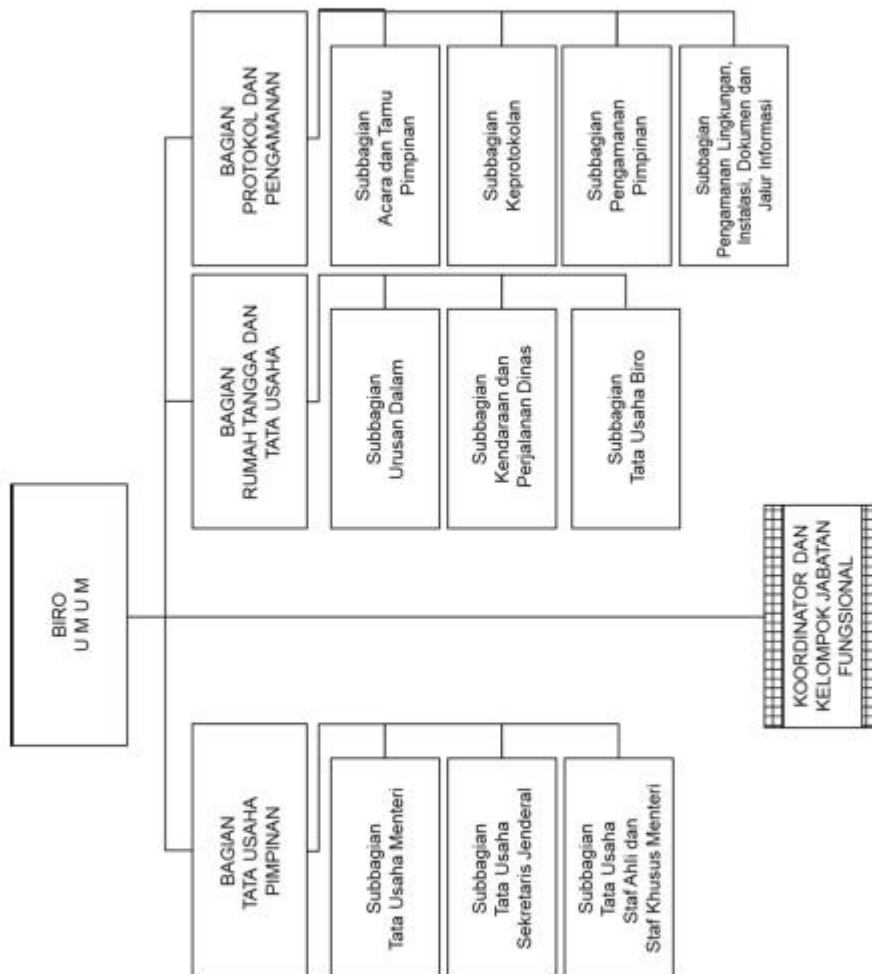 BIRO
U M U M
BAGIAN
TATA USAHA
PIMPINAN
Subbagian
Tata Usaha Menteri
Subbagian
Tata Usaha
Sekretaris Jenderal
Subbagian
Tata Usaha
Staf Ahli dan
Staf Khusus Menteri
BAGIAN
RUMAH TANGGA DAN
TATA USAHA
Subbagian
Urusan Dalam
Subbagian
Kendaraan dan
Perjalanan Dinas
Subbagian
Tata Usaha Biro
BAGIAN
PROTOKOL DAN
PENGAMANAN
Subbagian
Acara dan Tamu
Pimpinan
Subbagian
Keprotokolan
Subbagian
Pengamanan
Pimpinan
Subbagian
Pengamanan Lingkungan,
Instalasi, Dokumen dan
Jalur Informasi
KOORDINATOR DAN
KELOMPOK JABATAN
FUNGSIONAL